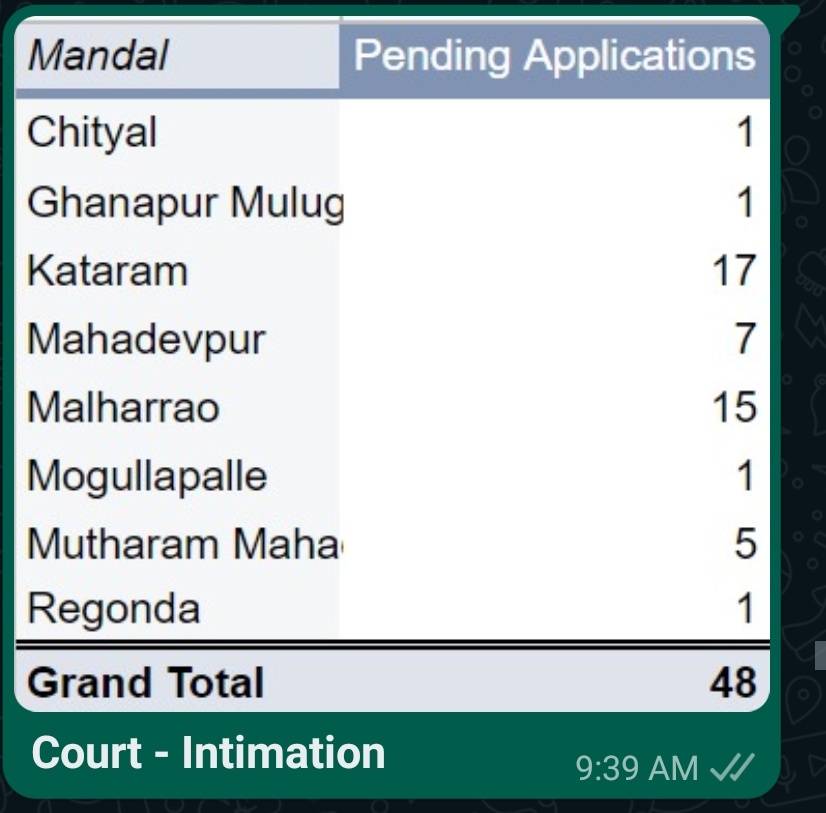 Mandal Pending Applications
Chityal 1
Ghanapur Mulug 1
Kataram 17
Mahadevpur 7
Malharrao 15
Mogullapalle 1
Mutharam Maha 5
Regonda 1
Grand Total 48
Court - Intimation
9:39 AM